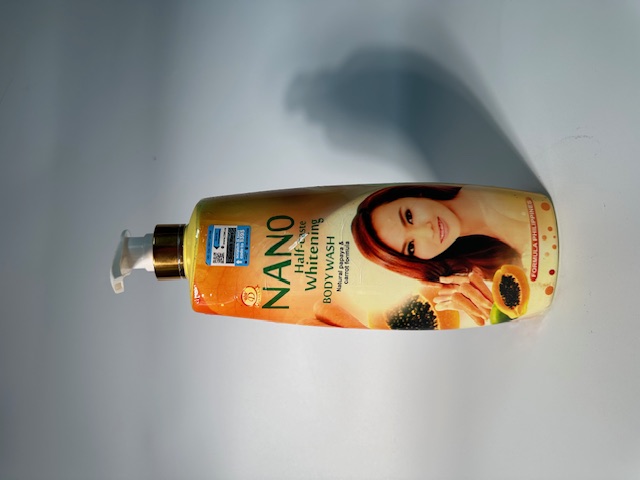 NANO
Half-caste
Whitening
BODY WASH
Natural papaya &
carrot formula
FORMULA PHILIPPINES